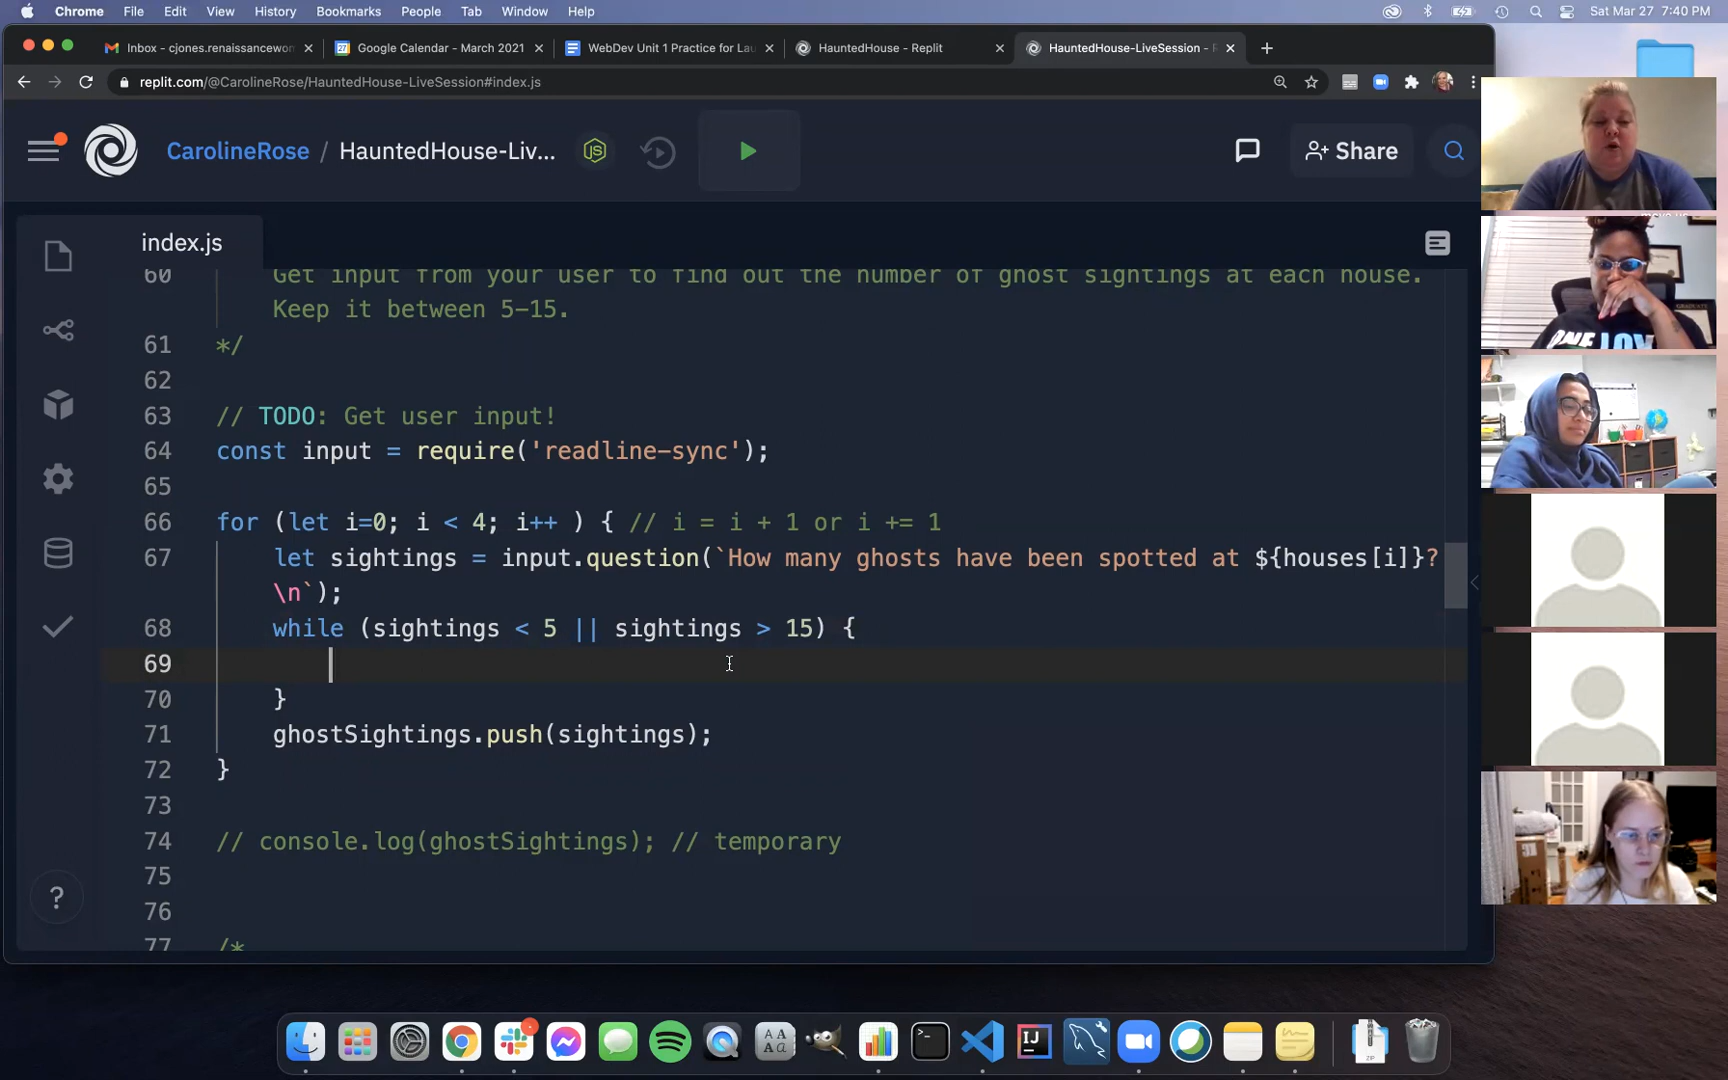 Chrome File Edit View History Bookmarks People Tab Window Help Sat Mar 27 7:40 PM
Inbox - cjones.renaissancewon
Google Calendar - March 2021
WebDev Unit 1 Practice for Lau
HauntedHouse - Replit
HauntedHouse-LiveSession - R
replit.com/@CarolineRose/HauntedHouse-LiveSession#index.js
CarolineRose / HauntedHouse-Liv...
JS
Share
index.js
60 Get input from your user to find out the number of ghost sightings at each house.
Keep it between 5-15.
61 */
62
63 // TODO: Get user input!
64 const input = require('readline-sync');
65
66 for (let i=0; i < 4; i++ ) { // i = i + 1 or i += 1
67 let sightings = input.question(`How many ghosts have been spotted at ${houses[i]}?
\n`);
68 while (sightings < 5 || sightings > 15) {
69
70 }
71 ghostSightings.push(sightings);
72 }
73
74 // console.log(ghostSightings); // temporary
75
76
77 /*
?